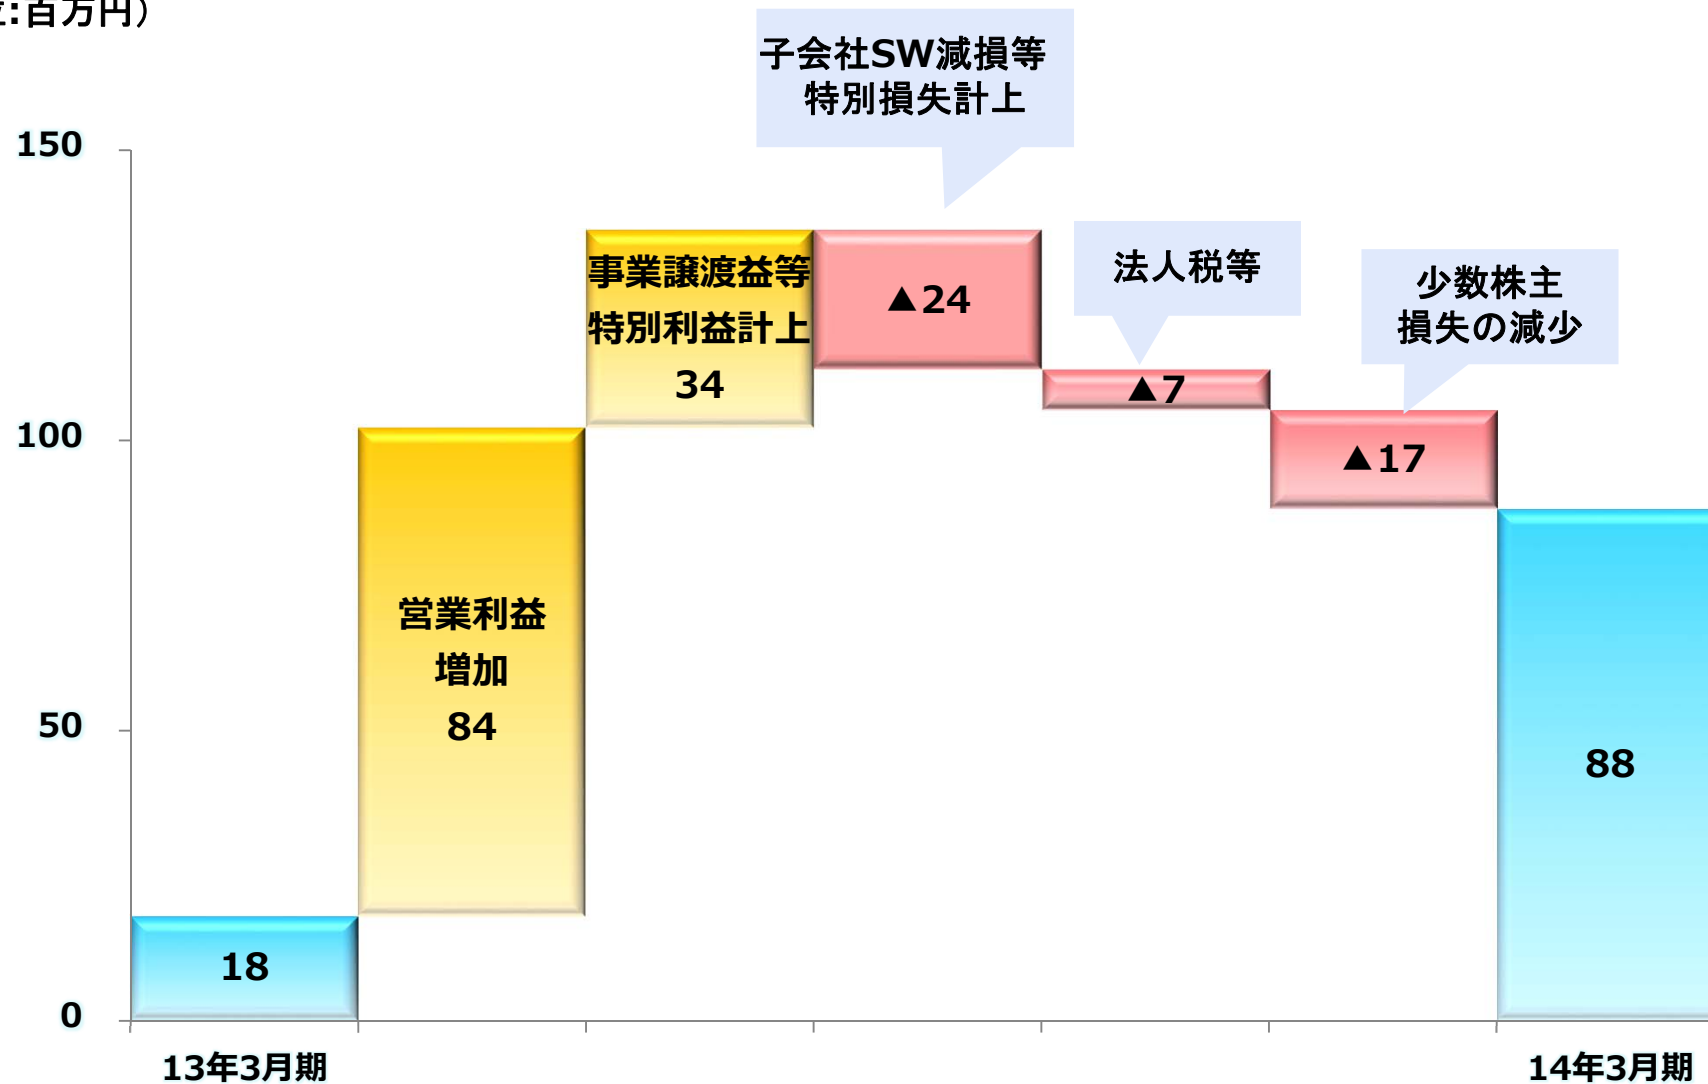 :百万円）
子会社SW減損等
特別損失計上
150
法人税等
事業譲渡益等
特別利益計上
34
▲24
少数株主
損失の減少
▲7
100
▲17
営業利益
増加
84
50
88
18
0
13年3月期
14年3月期